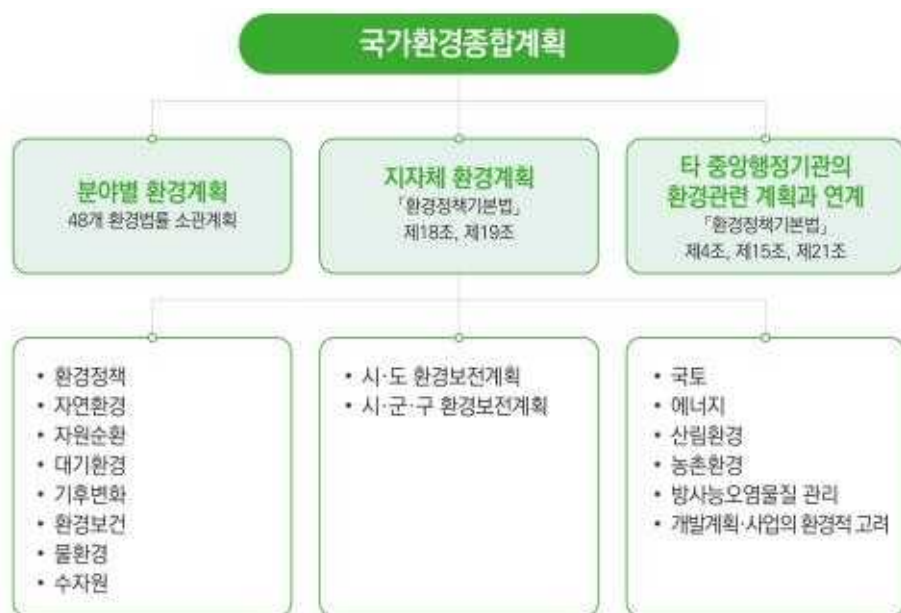 국가환경종합계획
분야별 환경계획
48개 환경법률 소관계획
지자체 환경계획
「환경정책기본법」
제18조, 제19조
타 중앙행정기관의
환경관련 계획과 연계
「환경정책기본법」
제4조, 제15조, 제21조
• 환경정책
• 자연환경
• 자원순환
• 대기환경
• 기후변화
• 환경보건
• 물환경
• 수자원
• 시·도 환경보전계획
• 시·군·구 환경보전계획
• 국토
• 에너지
• 산림환경
• 농촌환경
• 방사능오염물질 관리
• 개발계획·사업의 환경적 고려